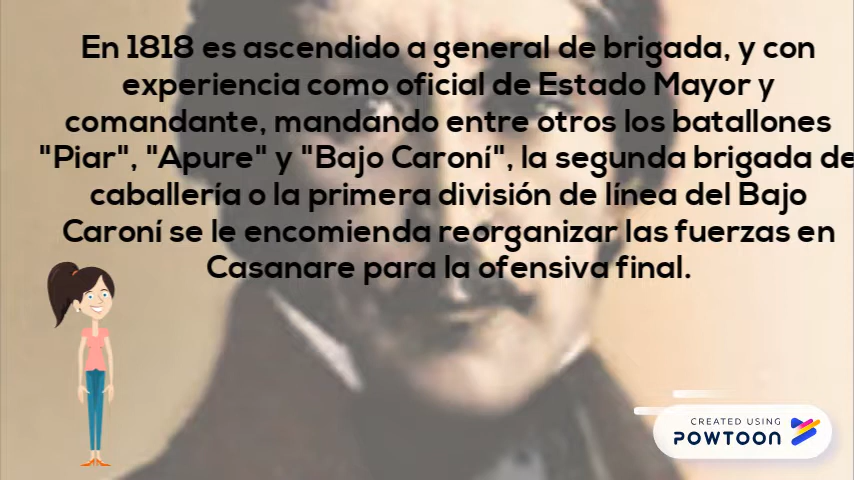 En 1818 es ascendido a general de brigada, y con
experiencia como oficial de Estado Mayor y
comandante, mandando entre otros los batallones
"Piar", "Apure" y "Bajo Caroní", la segunda brigada de
caballería o la primera división de línea del Bajo
Caroní se le encomienda reorganizar las fuerzas en
Casanare para la ofensiva final.
CREATED USING
POWTOON